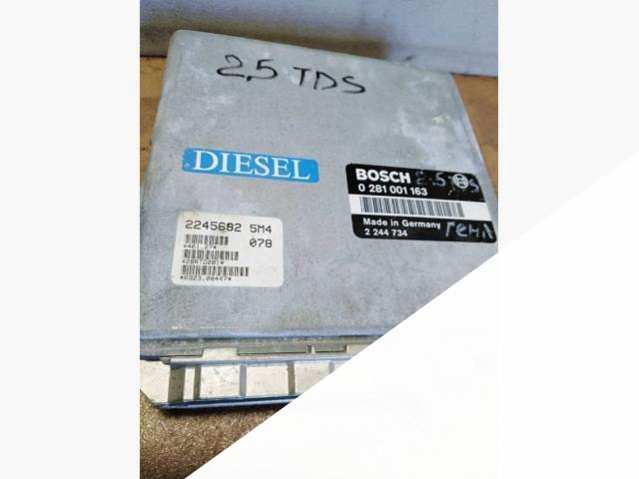 2,5 TDS
DIESEL
BOSCH
0 281 001 163
Made in Germany
2 244 734
2245682 5M4
078